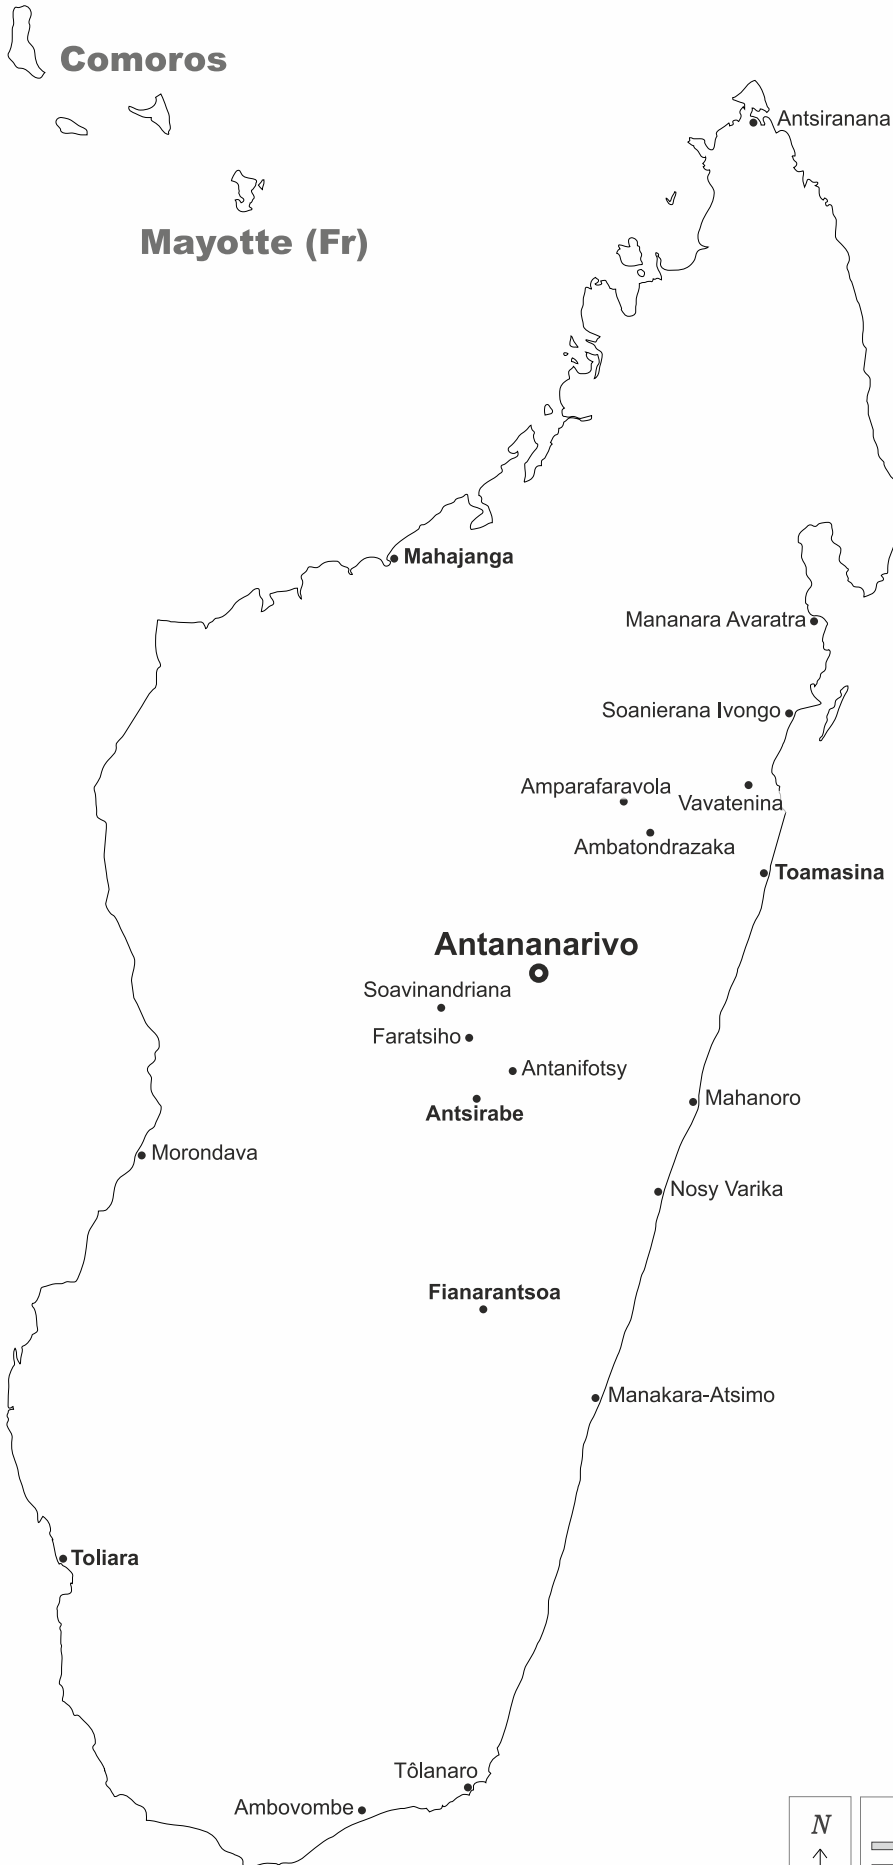 Comoros
Antsiranana
Mayotte (Fr)
Mahajanga
Mananara Avaratra
Soanierana Ivongo
Amparafaravola
Vavatenina
Ambatondrazaka
Toamasina
Antananarivo
Soavinandriana
Faratsiho
Antanifotsy
Mahanoro
Antsirabe
Morondava
Nosy Varika
Fianarantsoa
Manakara-Atsimo
Toliara
Tôlanaro
Ambovombe
N